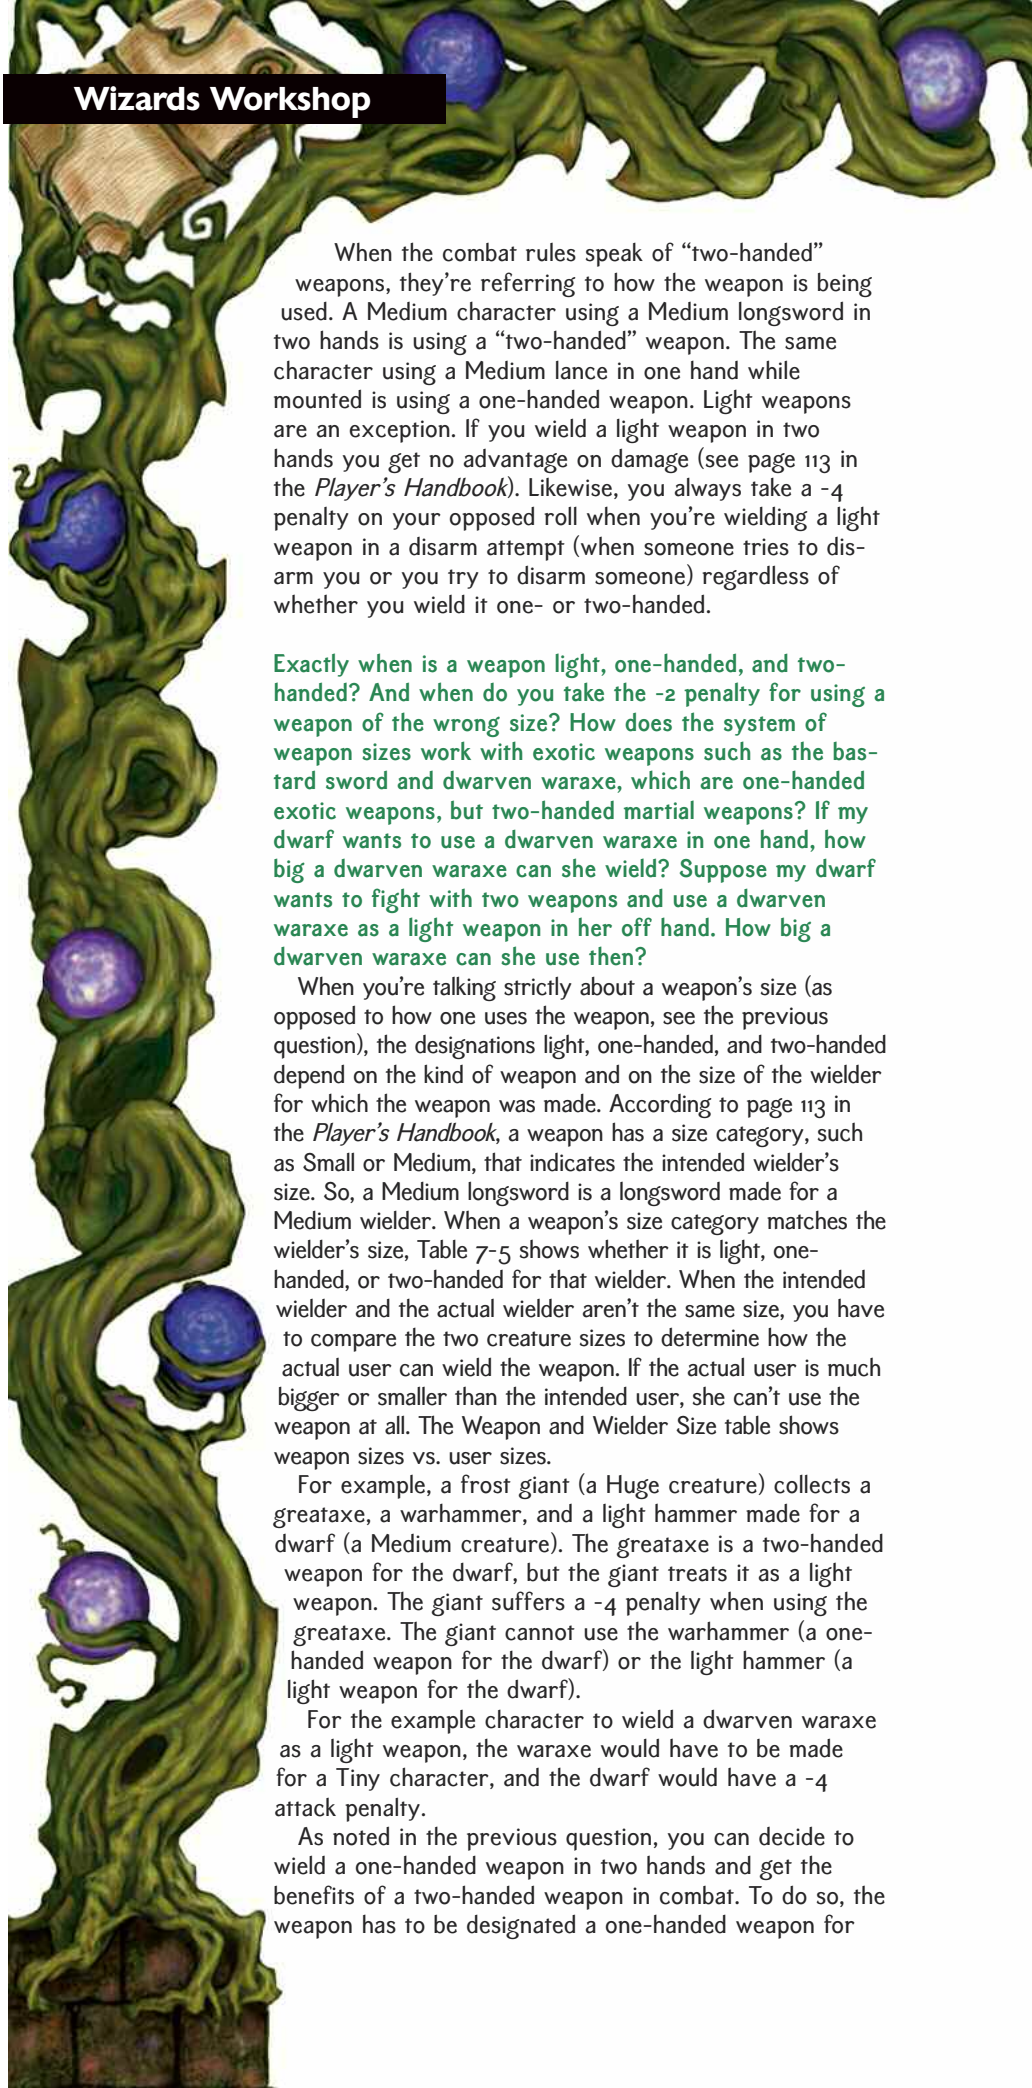 Wizards Workshop
When the combat rules speak of “two-handed”
weapons, they’re referring to how the weapon is being
used. A Medium character using a Medium longsword in
two hands is using a “two-handed” weapon. The same
character using a Medium lance in one hand while
mounted is using a one-handed weapon. Light weapons
are an exception. If you wield a light weapon in two
hands you get no advantage on damage (see page 113 in
the Player’s Handbook). Likewise, you always take a -4
penalty on your opposed roll when you’re wielding a light
weapon in a disarm attempt (when someone tries to dis-
arm you or you try to disarm someone) regardless of
whether you wield it one- or two-handed.
Exactly when is a weapon light, one-handed, and two-
handed? And when do you take the -2 penalty for using a
weapon of the wrong size? How does the system of
weapon sizes work with exotic weapons such as the bas-
tard sword and dwarven waraxe, which are one-handed
exotic weapons, but two-handed martial weapons? If my
dwarf wants to use a dwarven waraxe in one hand, how
big a dwarven waraxe can she wield? Suppose my dwarf
wants to fight with two weapons and use a dwarven
waraxe as a light weapon in her off hand. How big a
dwarven waraxe can she use then?
When you’re talking strictly about a weapon’s size (as
opposed to how one uses the weapon, see the previous
question), the designations light, one-handed, and two-handed
depend on the kind of weapon and on the size of the wielder
for which the weapon was made. According to page 113 in
the Player’s Handbook, a weapon has a size category, such
as Small or Medium, that indicates the intended wielder’s
size. So, a Medium longsword is a longsword made for a
Medium wielder. When a weapon’s size category matches the
wielder’s size, Table 7-5 shows whether it is light, one-
handed, or two-handed for that wielder. When the intended
wielder and the actual wielder aren’t the same size, you have
to compare the two creature sizes to determine how the
actual user can wield the weapon. If the actual user is much
bigger or smaller than the intended user, she can’t use the
weapon at all. The Weapon and Wielder Size table shows
weapon sizes vs. user sizes.
For example, a frost giant (a Huge creature) collects a
greataxe, a warhammer, and a light hammer made for a
dwarf (a Medium creature). The greataxe is a two-handed
weapon for the dwarf, but the giant treats it as a light
weapon. The giant suffers a -4 penalty when using the
greataxe. The giant cannot use the warhammer (a one-
handed weapon for the dwarf) or the light hammer (a
light weapon for the dwarf).
For the example character to wield a dwarven waraxe
as a light weapon, the waraxe would have to be made
for a Tiny character, and the dwarf would have a -4
attack penalty.
As noted in the previous question, you can decide to
wield a one-handed weapon in two hands and get the
benefits of a two-handed weapon in combat. To do so, the
weapon has to be designated a one-handed weapon for